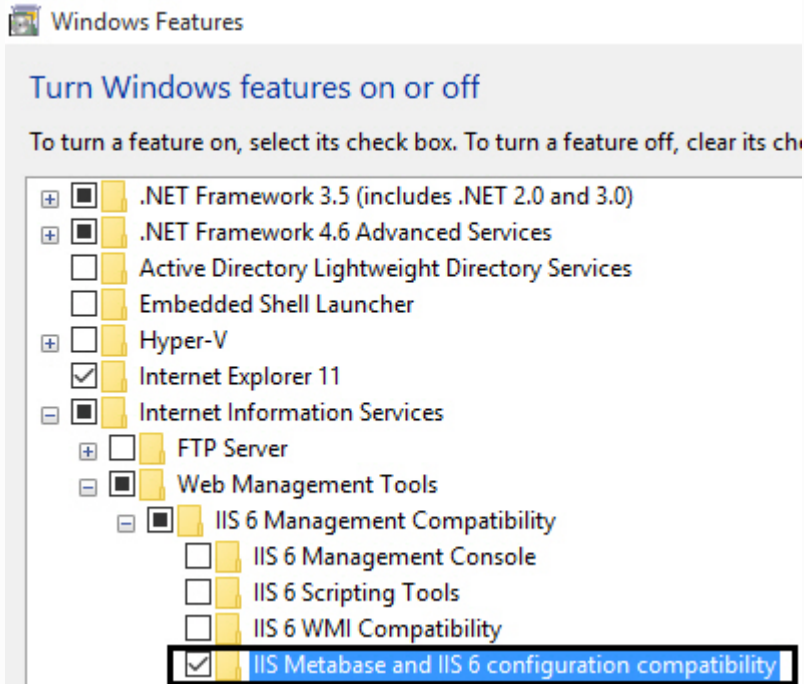 Windows Features
Turn Windows features on or off
To turn a feature on, select its check box. To turn a feature off, clear its
.NET Framework 3.5 (includes .NET 2.0 and 3.0)
.NET Framework 4.6 Advanced Services
Active Directory Lightweight Directory Services
Embedded Shell Launcher
Hyper-V
Internet Explorer 11
Internet Information Services
FTP Server
Web Management Tools
IIS 6 Management Compatibility
IIS 6 Management Console
IIS 6 Scripting Tools
IIS 6 WMI Compatibility
IIS Metabase and IIS 6 configuration compatibility